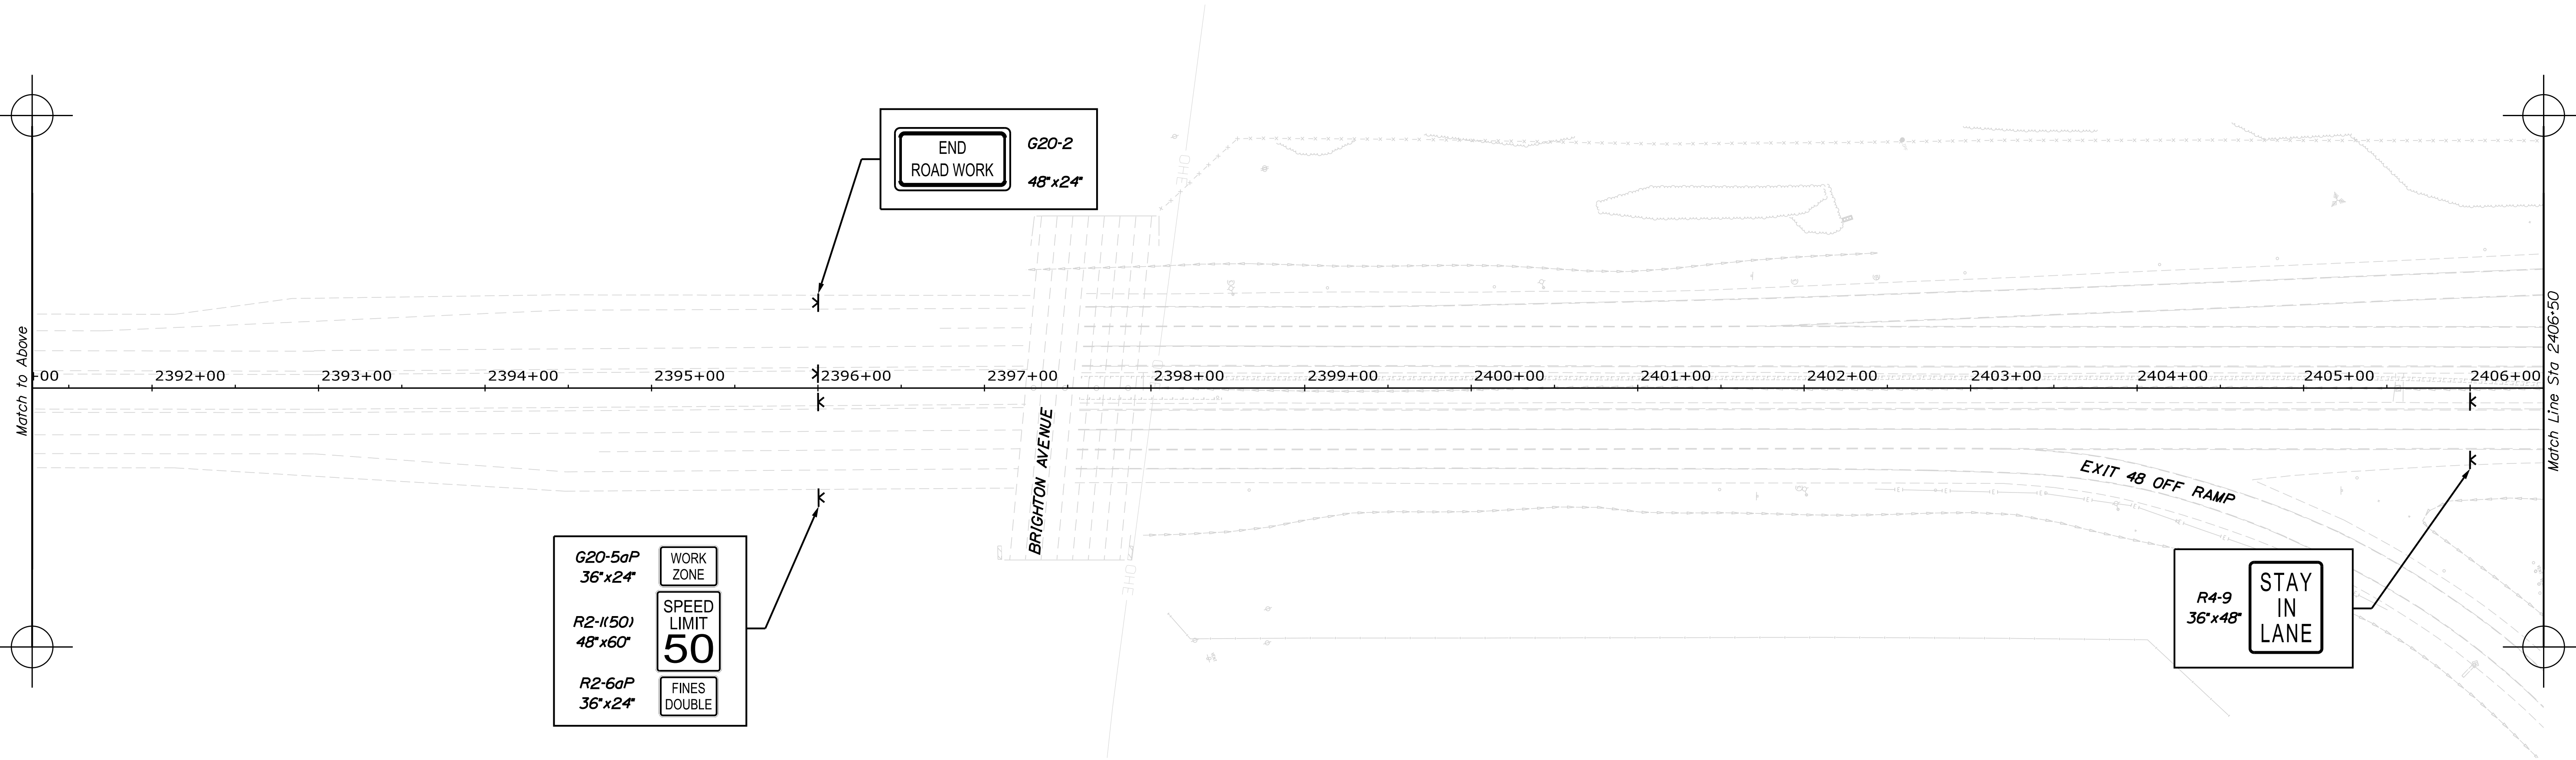 END
ROAD WORK
G20-2
48"x24"
OHE
Match to Above
+00
2392+00
2393+00
2394+00
2395+00
2396+00
2397+00
2398+00
2399+00
2400+00
2401+00
2402+00
2403+00
2404+00
2405+00
2406+00
Match Line Sta 2406+50
BRIGHTON AVENUE
EXIT 48 OFF RAMP
OHE
G20-5aP
36"x24"
WORK
ZONE
R2-1(50)
48"x60"
SPEED
LIMIT
50
R2-6aP
36"x24"
FINES
DOUBLE
R4-9
36"x48"
STAY
IN
LANE